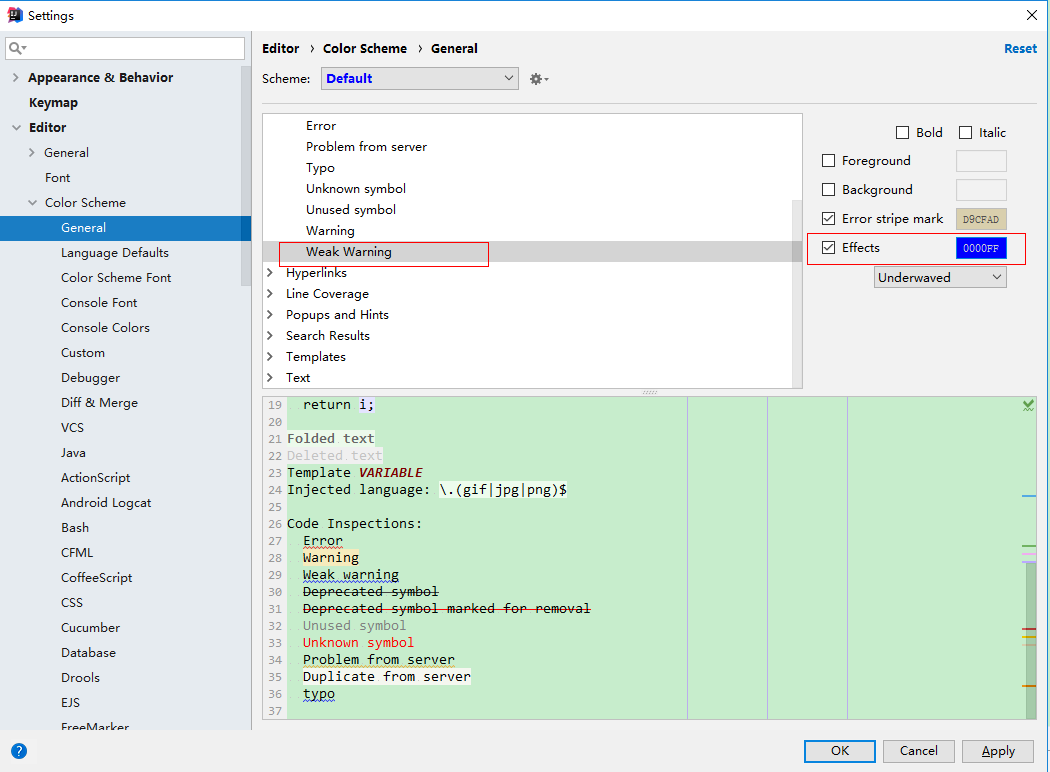 Settings
Appearance & Behavior
Keymap
Editor
General
Font
Color Scheme
General
Language Defaults
Color Scheme Font
Console Font
Console Colors
Custom
Debugger
Diff & Merge
VCS
Java
ActionScript
Android Logcat
Bash
CFML
CoffeeScript
CSS
Cucumber
Database
Drools
EJS
FreeMarker
Editor › Color Scheme › General
Reset
Scheme: Default
Error
Problem from server
Typo
Unknown symbol
Unused symbol
Warning
Weak Warning
Hyperlinks
Line Coverage
Popups and Hints
Search Results
Templates
Text
Bold Italic
Foreground
Background
Error stripe mark D9CFAD
Effects 0000FF
Underwaved
19 return i;
20
21 Folded text
22 Deleted text
23 Template VARIABLE
24 Injected language: \.(gif|jpg|png)$
25
26 Code Inspections:
27 Error
28 Warning
29 Weak warning
30 Deprecated symbol
31 Deprecated symbol marked for removal
32 Unused symbol
33 Unknown symbol
34 Problem from server
35 Duplicate from server
36 typo
37
? OK Cancel Apply